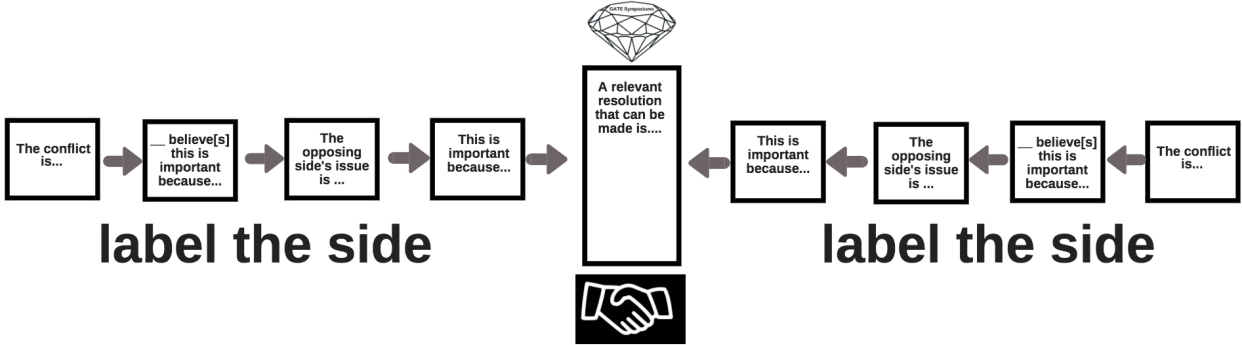 GATE Symposiums
A relevant
resolution
that can be
made is....
The conflict
is...
__ believe[s]
this is
important
because...
The
opposing
side's issue
is ...
This is
important
because...
This is
important
because...
The
opposing
side's issue
is ...
__ believe[s]
this is
important
because...
The conflict
is...
label the side
label the side